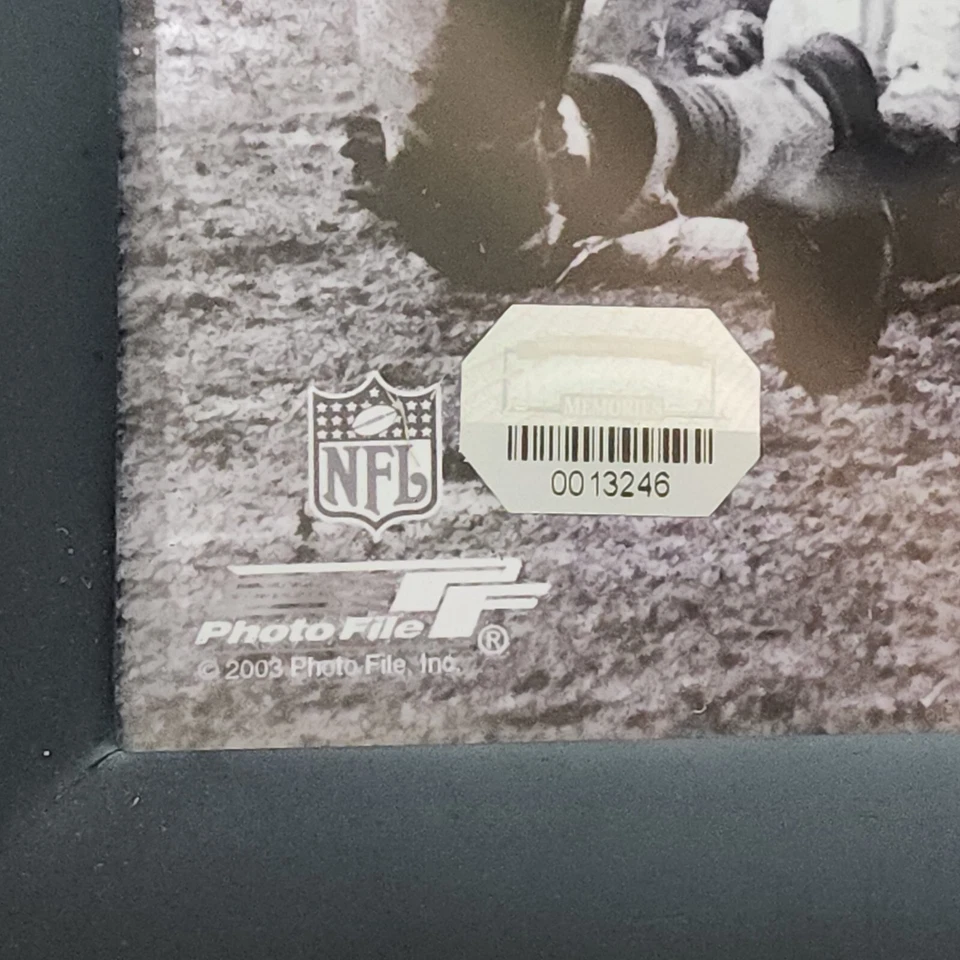 MEMORIES
0013246
NFL
Photo File ®
© 2003 Photo File, Inc.